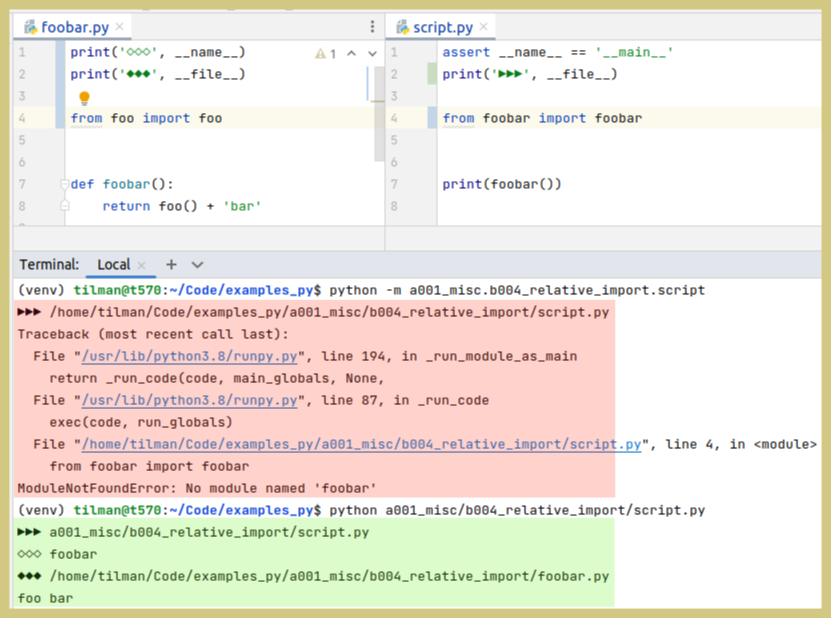 foobar.py
1 print('◇◇◇', __name__)
2 print('◆◆◆', __file__)
3
4 from foo import foo
5
6
7 def foobar():
8     return foo() + 'bar'
1
script.py
1 assert __name__ == '__main__'
2 print('▶▶▶', __file__)
3
4 from foobar import foobar
5
6
7 print(foobar())
8
Terminal: Local
(venv) tilman@t570:~/Code/examples_py$ python -m a001_misc.b004_relative_import.script
▶▶▶ /home/tilman/Code/examples_py/a001_misc/b004_relative_import/script.py
Traceback (most recent call last):
  File "/usr/lib/python3.8/runpy.py", line 194, in _run_module_as_main
    return _run_code(code, main_globals, None,
  File "/usr/lib/python3.8/runpy.py", line 87, in _run_code
    exec(code, run_globals)
  File "/home/tilman/Code/examples_py/a001_misc/b004_relative_import/script.py", line 4, in <module>
    from foobar import foobar
ModuleNotFoundError: No module named 'foobar'
(venv) tilman@t570:~/Code/examples_py$ python a001_misc/b004_relative_import/script.py
▶▶▶ a001_misc/b004_relative_import/script.py
◇◇◇ foobar
◆◆◆ /home/tilman/Code/examples_py/a001_misc/b004_relative_import/foobar.py
foo bar